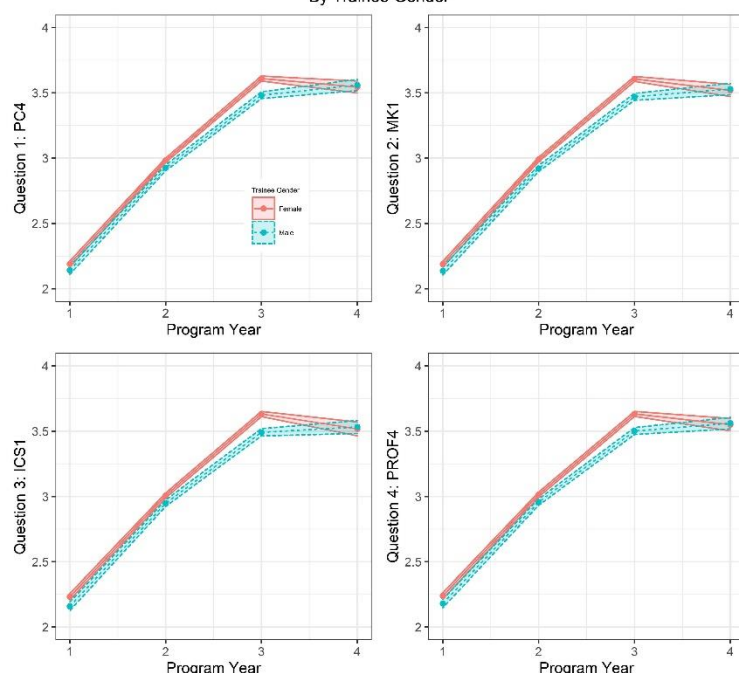 By Trainee Gender
4
3.5
3
2.5
2
Question 1: PC4
Trainee Gender
Female
Male
1 2 3 4
Program Year
4
3.5
3
2.5
2
Question 2: MK1
1 2 3 4
Program Year
4
3.5
3
2.5
2
Question 3: ICS1
1 2 3 4
Program Year
4
3.5
3
2.5
2
Question 4: PROF4
1 2 3 4
Program Year